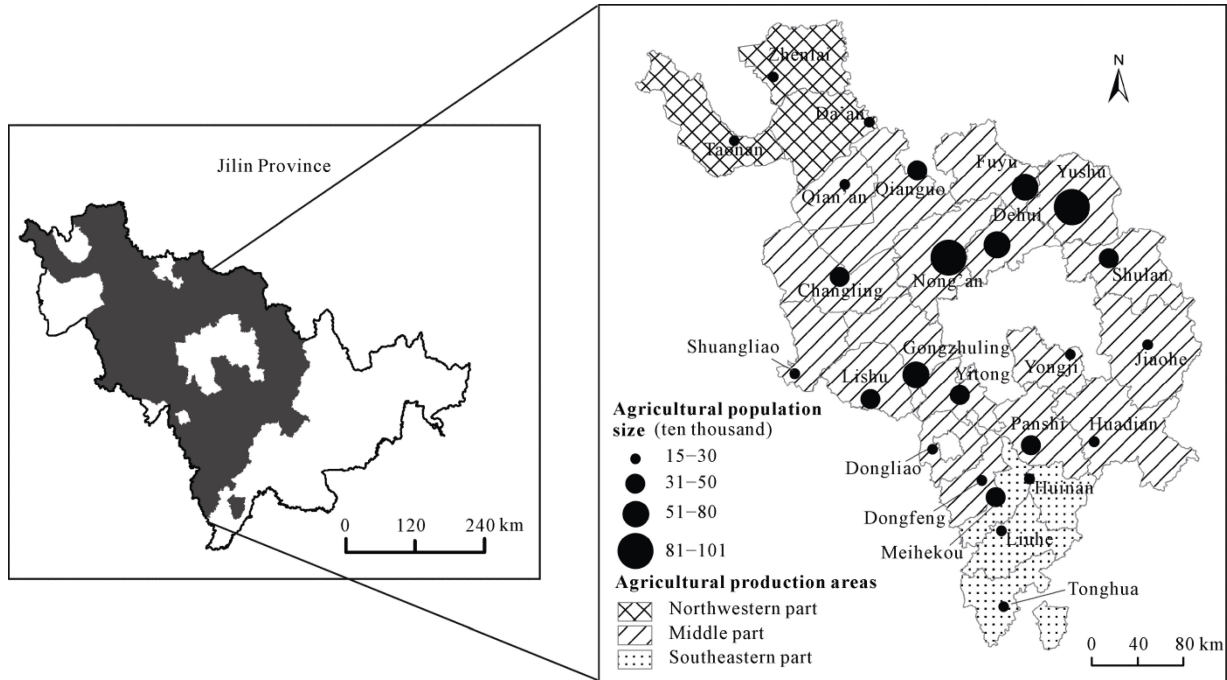 Jilin Province
0 120 240 km
N
Zhenlai
Da'an
Taonan
Qian'an
Qianguo
Fuyu
Yushu
Dehui
Nong'an
Changling
Shulan
Shuangliao
Gongzhuling
Lishu
Yitong
Yongji
Jiaohe
Panshi
Huadian
Dongliao
Huinan
Dongfeng
Meihekou
Liuhe
Tonghua
Agricultural population
size (ten thousand)
15−30
31−50
51−80
81−101
Agricultural production areas
Northwestern part
Middle part
Southeastern part
0 40 80 km